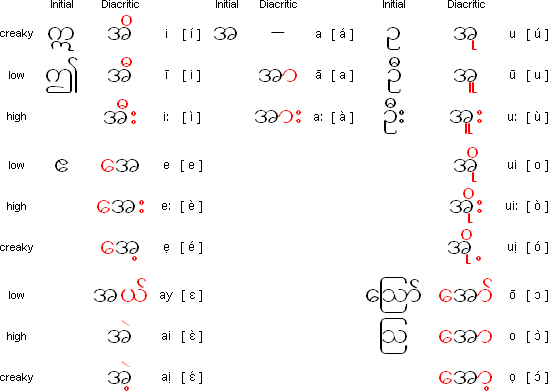 Initial Diacritic Initial Diacritic Initial Diacritic
creaky ဣ အိ i [ í ] အ — a [ á ] ဥ အု u [ ú ]
low ဤ အီ ī [ i ] အာ ā [ a ] ဦ အူ ū [ u ]
high အီး i: [ ì ] အား a: [ à ] ဦး အူး u: [ ù ]
low ဧ အေ e [ e ] အို ui [ o ]
high အေး e: [ è ] အိုး ui: [ ò ]
creaky အေ့ ẹ [ é ] အို့ uị [ ó ]
low အယ် ay [ ɛ ] ဪ အော် ō [ ɔ ]
high အဲ ai [ ɛ̀ ] ဩ အော o [ ɔ̀ ]
creaky အဲ့ aị [ ɛ́ ] အော့ ọ [ ɔ́ ]